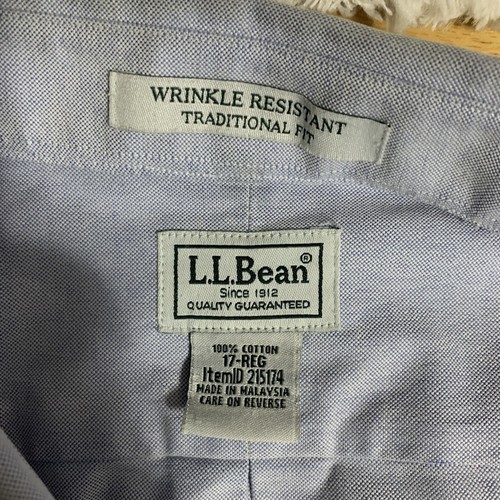 WRINKLE RESISTANT
TRADITIONAL FIT
L.L.Bean®
Since 1912
QUALITY GUARANTEED
100% COTTON
17-REG
ItemID 215174
MADE IN MALAYSIA
CARE ON REVERSE